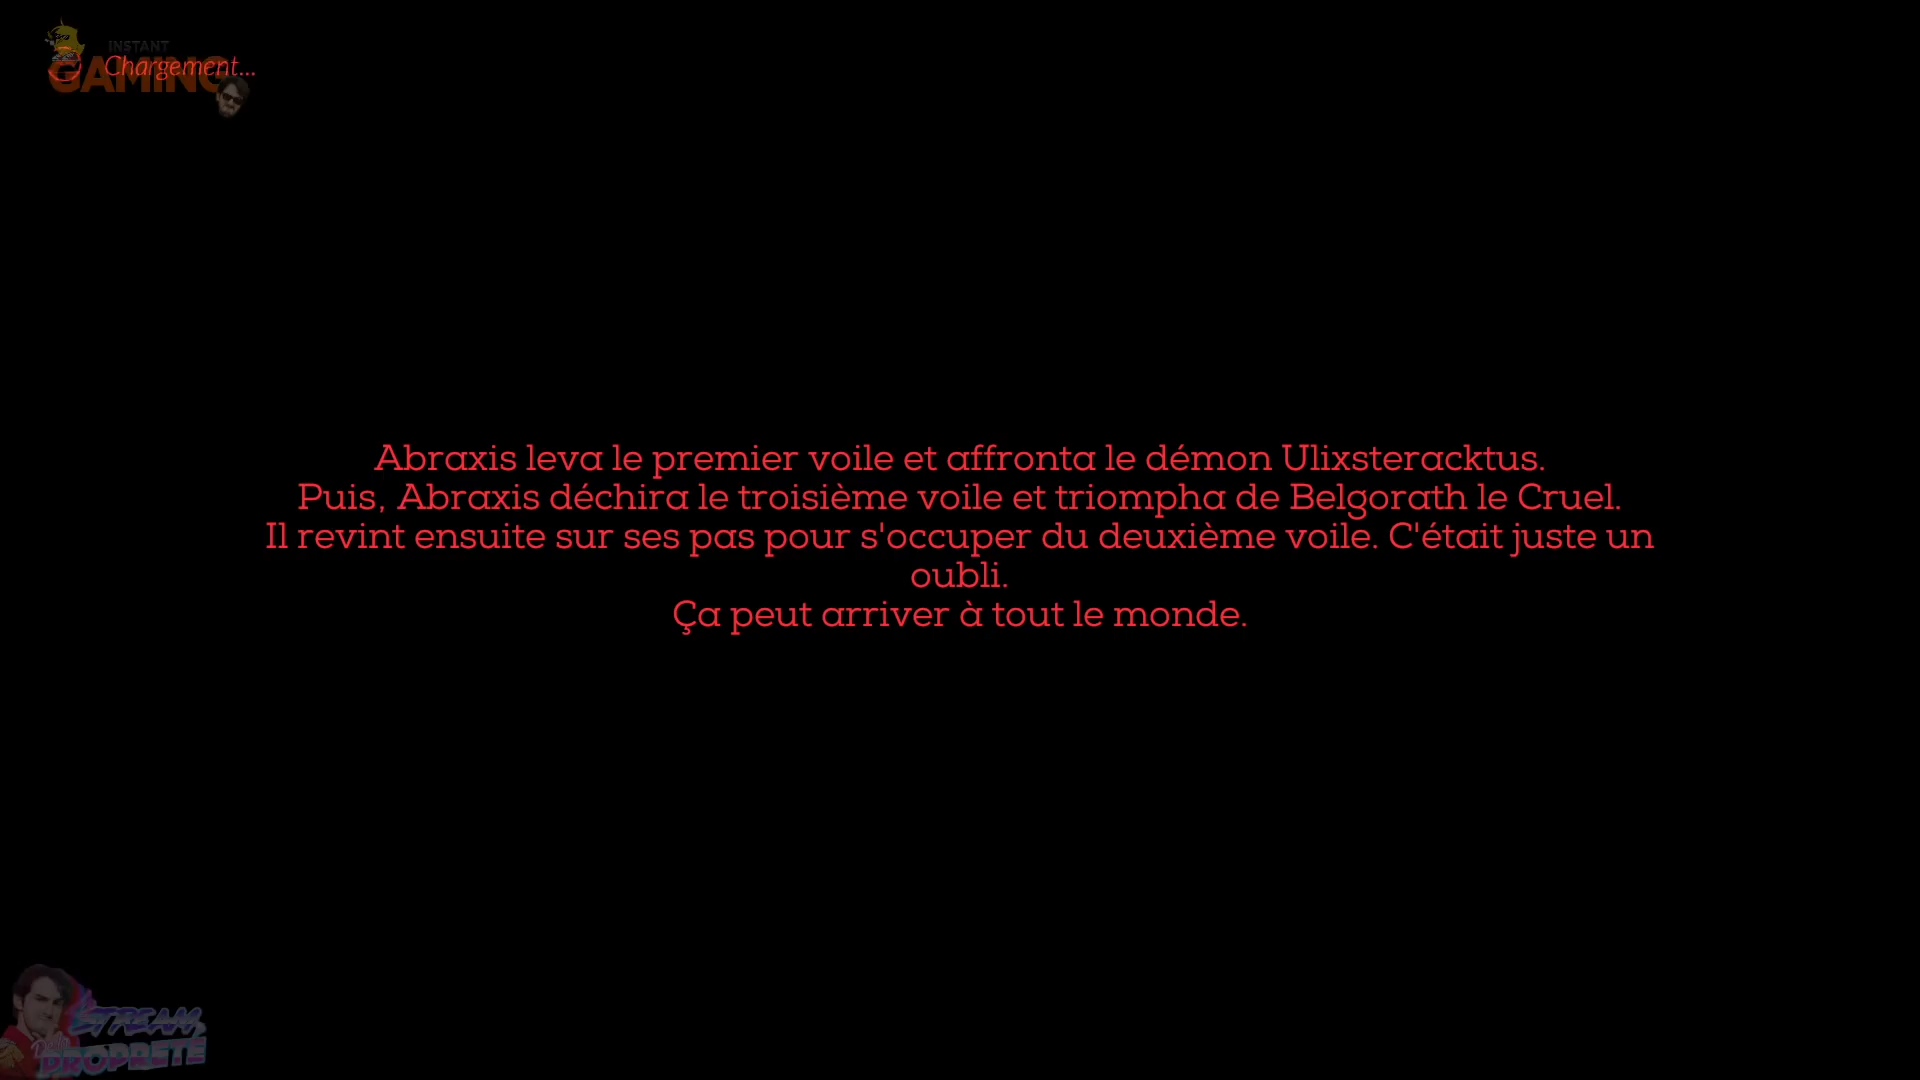 INSTANT
GAMING
Chargement...
Abraxis leva le premier voile et affronta le démon Ulixsteracktus.
Puis, Abraxis déchira le troisième voile et triompha de Belgorath le Cruel.
Il revint ensuite sur ses pas pour s'occuper du deuxième voile. C'était juste un
oubli.
Ça peut arriver à tout le monde.
STREAM
PROPRETE